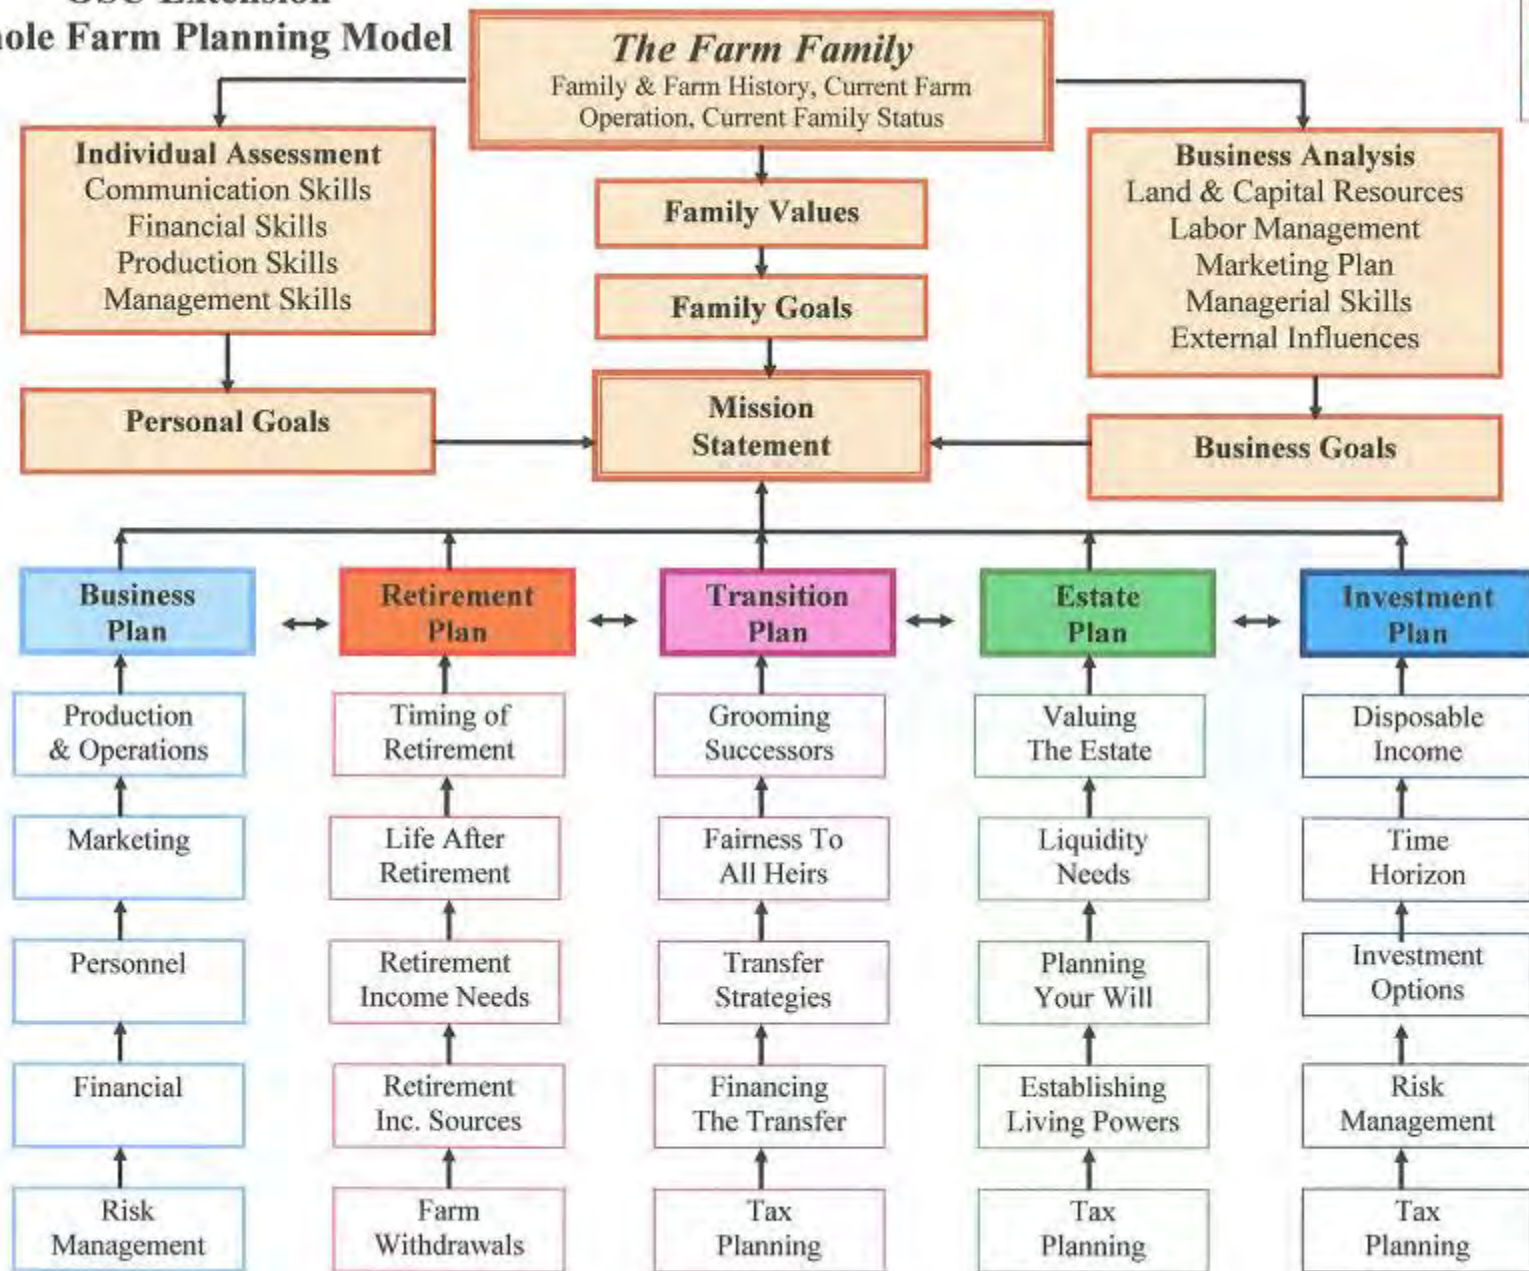 ole Farm Planning Model
The Farm Family
Family & Farm History, Current Farm
Operation, Current Family Status
Individual Assessment
Communication Skills
Financial Skills
Production Skills
Management Skills
Family Values
Family Goals
Business Analysis
Land & Capital Resources
Labor Management
Marketing Plan
Managerial Skills
External Influences
Personal Goals
Mission
Statement
Business Goals
Business
Plan
Retirement
Plan
Transition
Plan
Estate
Plan
Investment
Plan
Production
& Operations
Timing of
Retirement
Grooming
Successors
Valuing
The Estate
Disposable
Income
Marketing
Life After
Retirement
Fairness To
All Heirs
Liquidity
Needs
Time
Horizon
Personnel
Retirement
Income Needs
Transfer
Strategies
Planning
Your Will
Investment
Options
Financial
Retirement
Inc. Sources
Financing
The Transfer
Establishing
Living Powers
Risk
Management
Risk
Management
Farm
Withdrawals
Tax
Planning
Tax
Planning
Tax
Planning